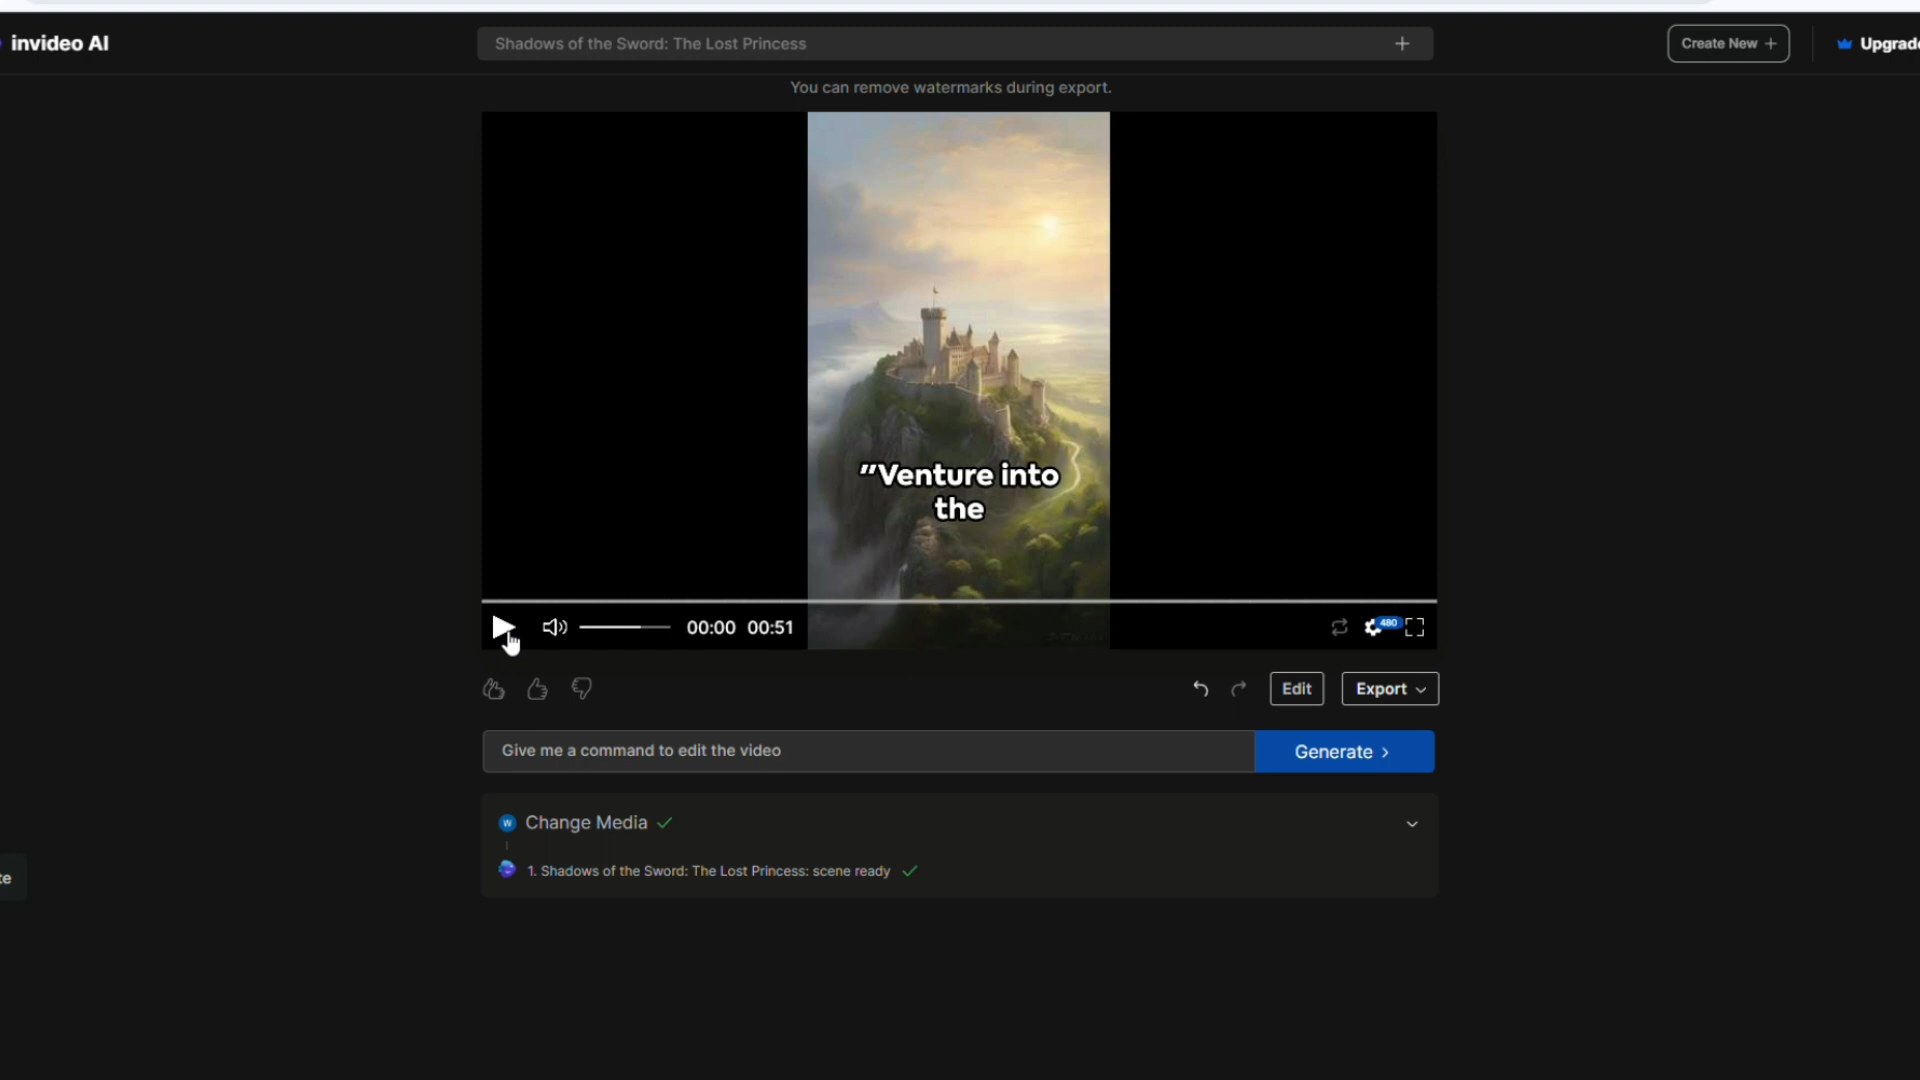 invideo AI
Shadows of the Sword: The Lost Princess
Create New +
Upgrade
You can remove watermarks during export.
"Venture into
the
00:00 00:51
480
Edit
Export
Give me a command to edit the video
Generate >
W Change Media
1. Shadows of the Sword: The Lost Princess: scene ready
te